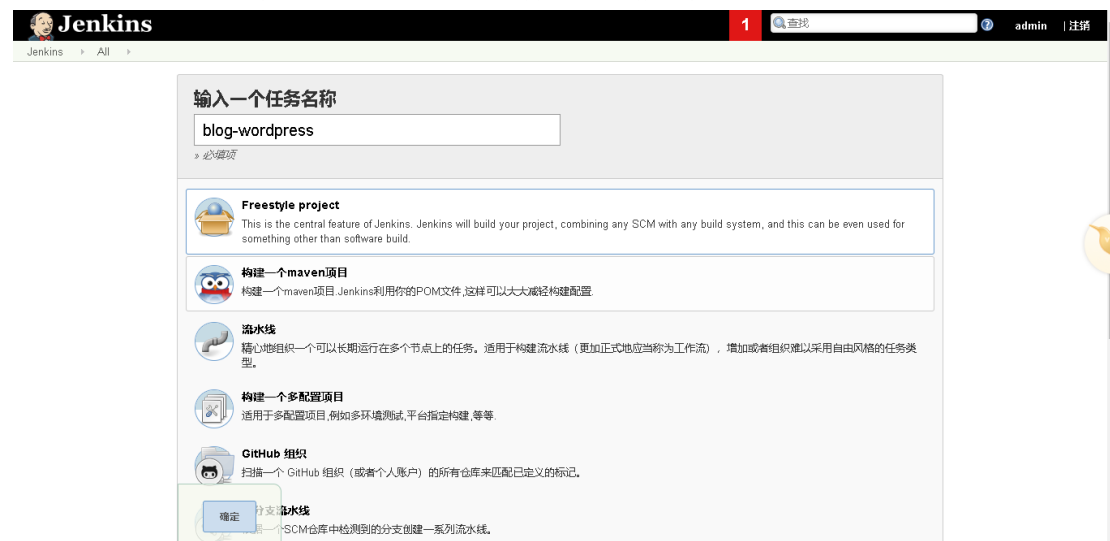 Jenkins
1
查找
admin
| 注销
Jenkins
All
输入一个任务名称
blog-wordpress
» 必填项
Freestyle project
This is the central feature of Jenkins. Jenkins will build your project, combining any SCM with any build system, and this can be even used for
something other than software build.
构建一个maven项目
构建一个maven项目.Jenkins利用你的POM文件,这样可以大大减轻构建配置.
流水线
精心地组织一个可以长期运行在多个节点上的任务。适用于构建流水线（更加正式地应当称为工作流），增加或者组织难以采用自由风格的任务类
型。
构建一个多配置项目
适用于多配置项目,例如多环境测试,平台指定构建,等等.
GitHub 组织
扫描一个 GitHub 组织（或者个人账户）的所有仓库来匹配已定义的标记。
分支流水线
一个SCM仓库中检测到的分支创建一系列流水线。
确定